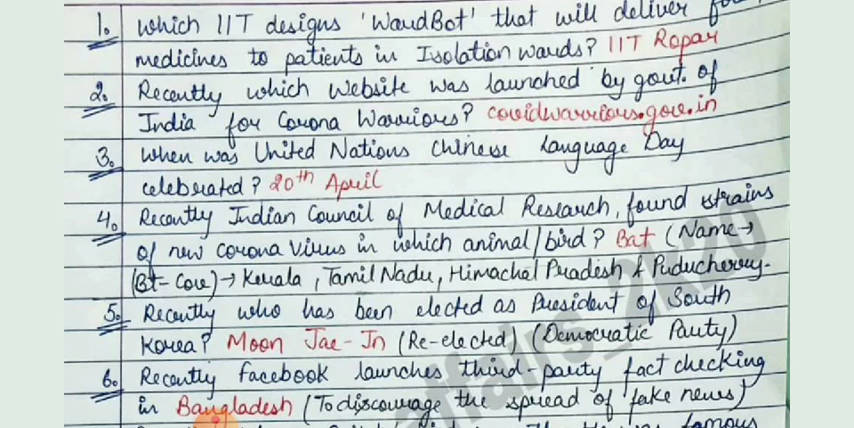 1. which IIT designs 'WardBot' that will deliver food,
medicines to patients in Isolation wards? IIT Ropar
2. Recently which website was launched by govt. of
India for Corona Warriors? covidwarriors.gov.in
3. When was United Nations Chinese Language Day
celebrated? 20th April
4. Recently Indian Council of Medical Research, found strains
of new corona Virus in which animal/bird? Bat (Name→
(Bt-Cov)→ Kerala, Tamil Nadu, Himachal Pradesh & Puducherry.
5. Recently who has been elected as President of South
Korea? Moon Jae-In (Re-elected) (Democratic Party)
6. Recently Facebook launches third-party fact checking
in Bangladesh (To discourage the spread of fake news)
affairs_2k20